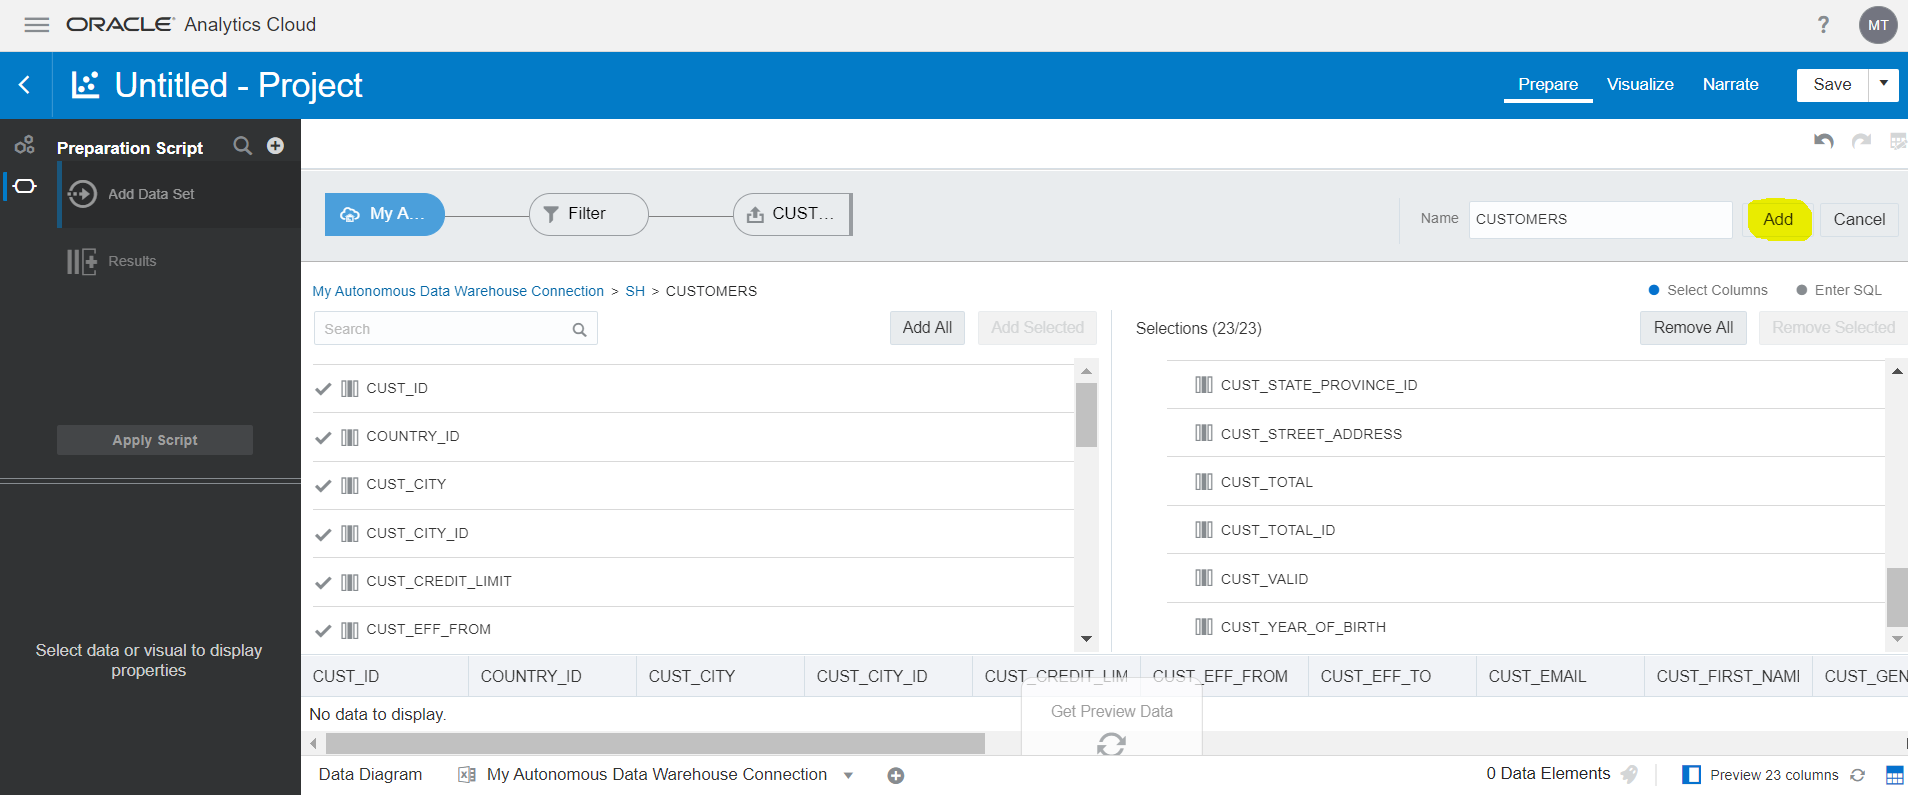 ORACLE Analytics Cloud
?
MT
Untitled - Project
Prepare
Visualize
Narrate
Save
Preparation Script
Add Data Set
Results
Apply Script
Select data or visual to display
properties
My A...
Filter
CUST...
Name
CUSTOMERS
Add
Cancel
My Autonomous Data Warehouse Connection > SH > CUSTOMERS
Select Columns
Enter SQL
Search
Add All
Add Selected
Selections (23/23)
Remove All
Remove Selected
CUST_ID
COUNTRY_ID
CUST_CITY
CUST_CITY_ID
CUST_CREDIT_LIMIT
CUST_EFF_FROM
CUST_STATE_PROVINCE_ID
CUST_STREET_ADDRESS
CUST_TOTAL
CUST_TOTAL_ID
CUST_VALID
CUST_YEAR_OF_BIRTH
CUST_ID
COUNTRY_ID
CUST_CITY
CUST_CITY_ID
CUST_CREDIT_LIM
CUST_EFF_FROM
CUST_EFF_TO
CUST_EMAIL
CUST_FIRST_NAMI
CUST_GEN
No data to display.
Get Preview Data
Data Diagram
My Autonomous Data Warehouse Connection
0 Data Elements
Preview 23 columns